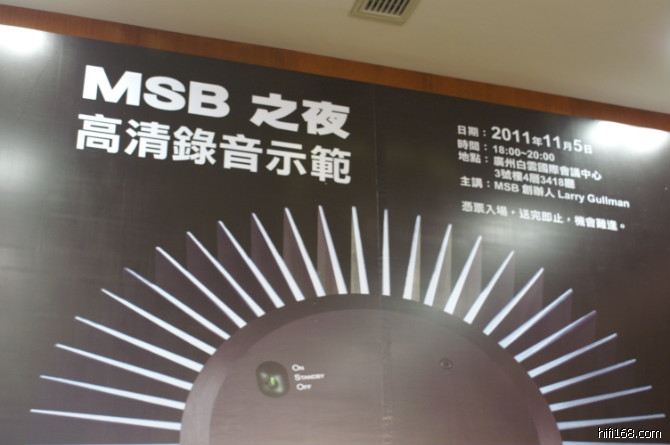 MSB 之夜
高清錄音示範
日期：2011年11月5日
時間：18:00~20:00
地點：廣州白雲國際會議中心
3號樓4層3418廳
主講：MSB 創辦人 Larry Gullman
憑票入場，送完即止，機會難逢。
ON
STANDBY
OFF
hifi168.com